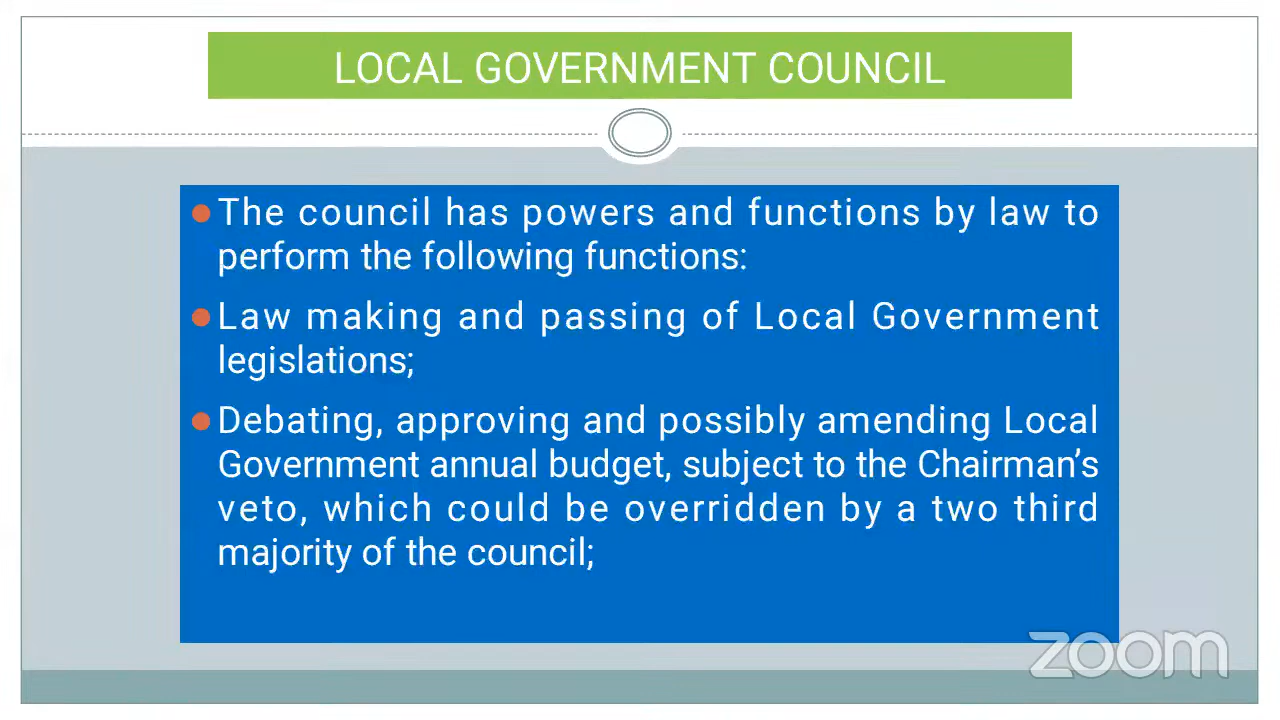 LOCAL GOVERNMENT COUNCIL
The council has powers and functions by law to
perform the following functions:
Law making and passing of Local Government
legislations;
Debating, approving and possibly amending Local
Government annual budget, subject to the Chairman’s
veto, which could be overridden by a two third
majority of the council;
zoom